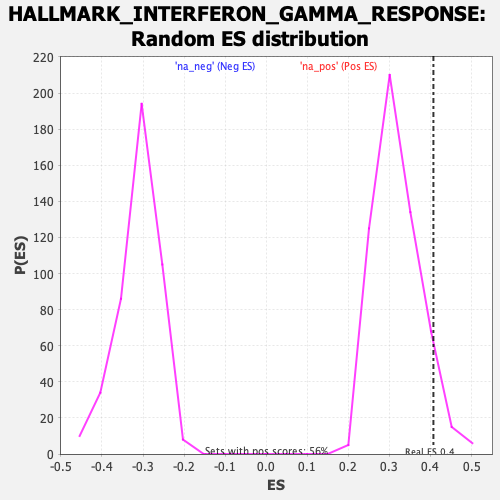 HALLMARK_INTERFERON_GAMMA_RESPONSE:
Random ES distribution
'na_neg' (Neg ES) 'na_pos' (Pos ES)
P(ES)
220
200
180
160
140
120
100
80
60
40
20
0
Sets with pos scores: 56%
Real ES 0.4
-0.5 -0.4 -0.3 -0.2 -0.1 0.0 0.1 0.2 0.3 0.4 0.5
ES